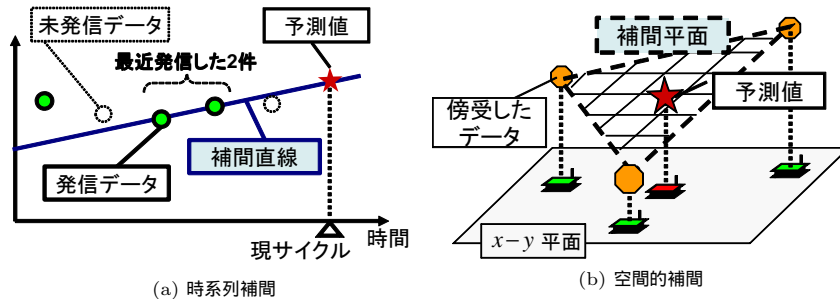 未発信データ
最近発信した2件
予測値
発信データ
補間直線
現サイクル
時間
(a) 時系列補間
補間平面
傍受した
データ
予測値
x－y 平面
(b) 空間的補間